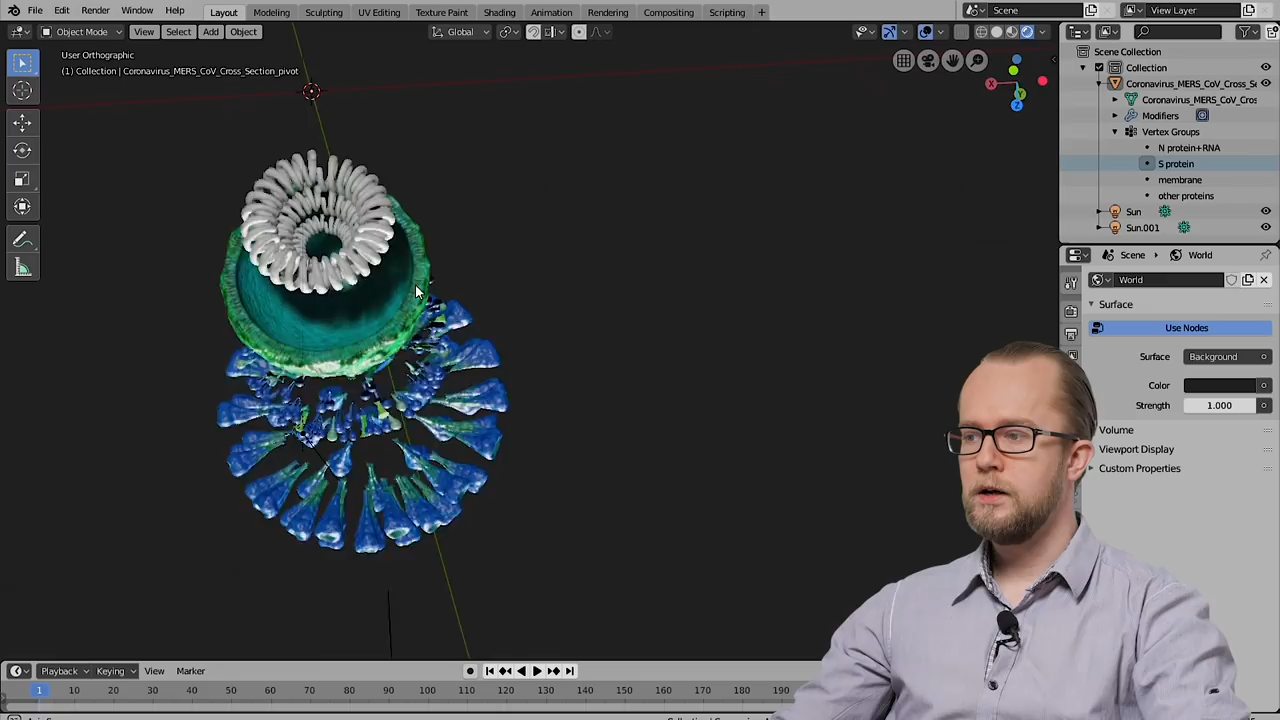 File Edit Render Window Help Layout Modeling Sculpting UV Editing Texture Paint Shading Animation Rendering Compositing Scripting + Scene View Layer
Object Mode View Select Add Object Global
User Orthographic
(1) Collection | Coronavirus_MERS_CoV_Cross_Section_pivot
X
Y
Z
Scene Collection
Collection
Coronavirus_MERS_CoV_Cross_Se
Coronavirus_MERS_CoV_Cros
Modifiers
Vertex Groups
N protein+RNA
S protein
membrane
other proteins
Sun
Sun.001
Scene World
World
Surface
Use Nodes
Surface Background
Color
Strength 1.000
Volume
Viewport Display
Custom Properties
Playback Keying View Marker
1 10 20 30 40 50 60 70 80 90 100 110 120 130 140 150 160 170 180 190